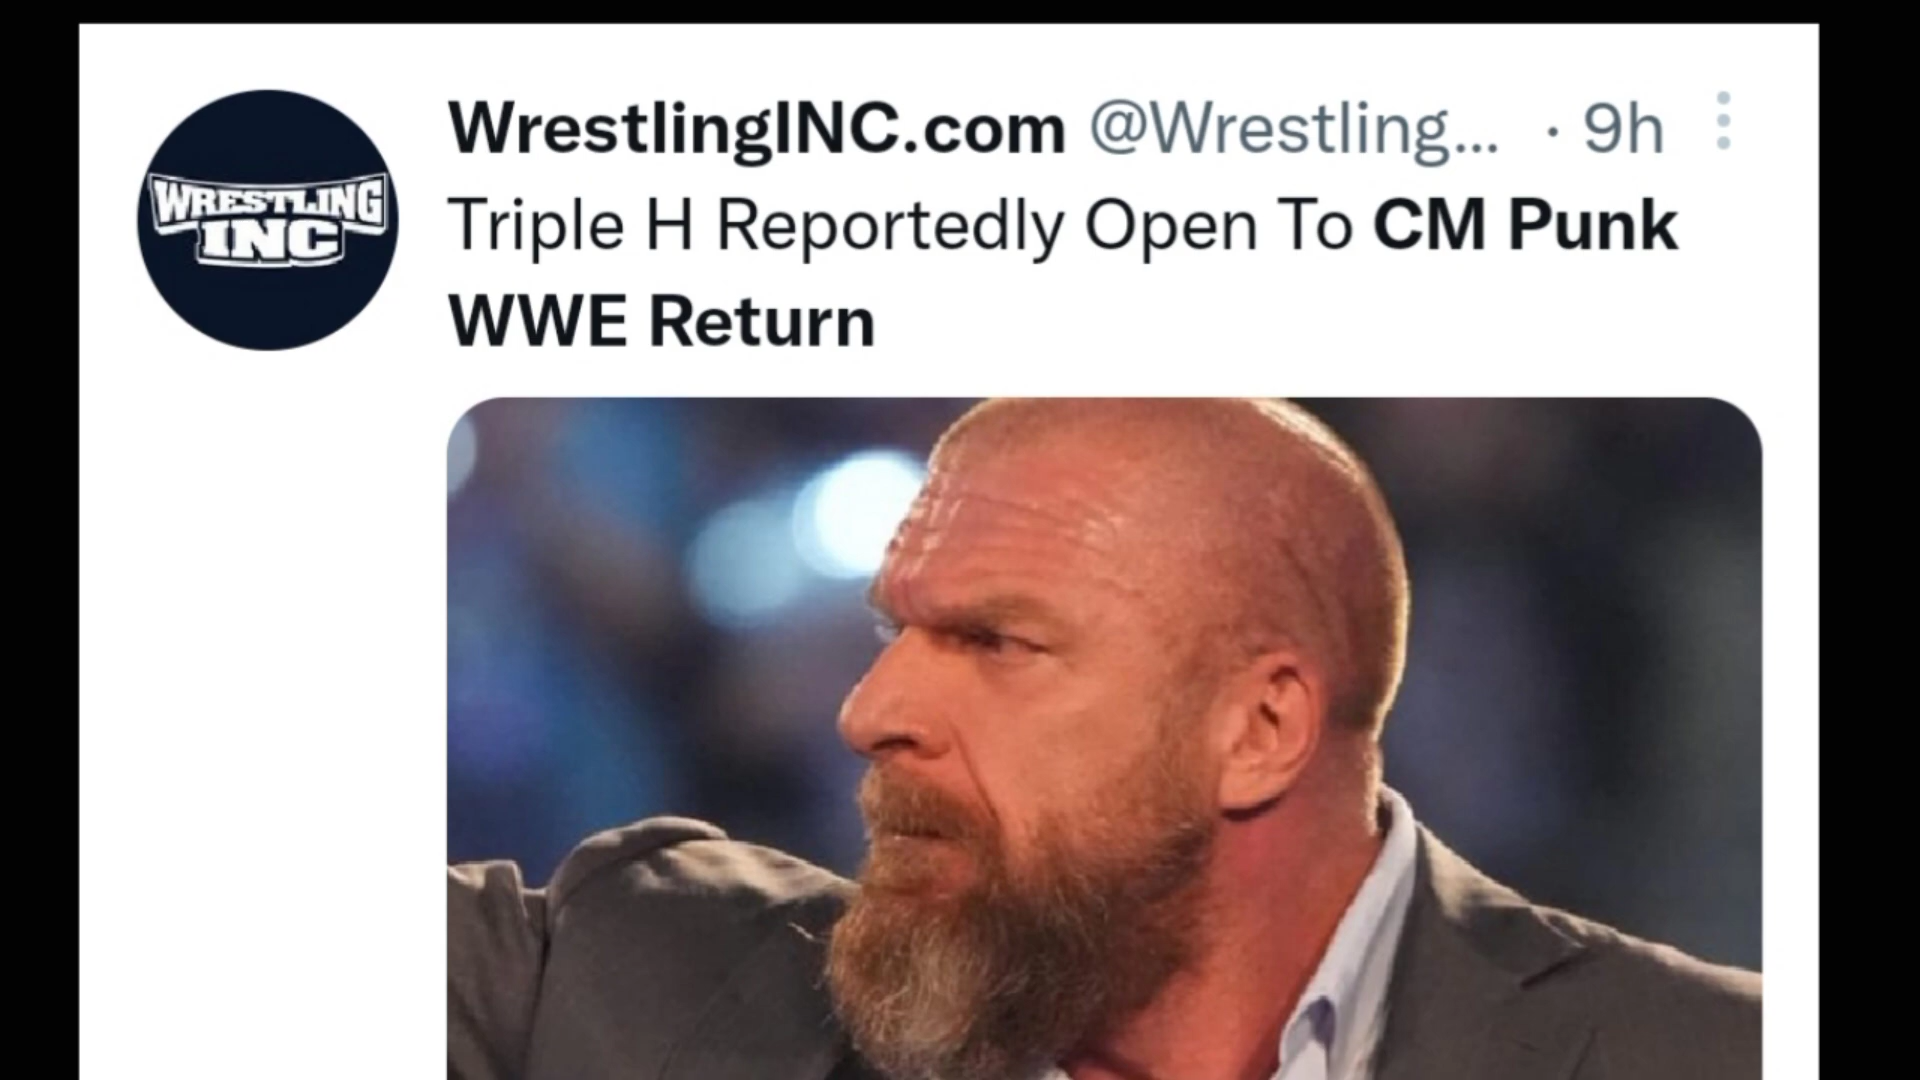 WRESTLING
INC
WrestlingINC.com @Wrestling... · 9h
Triple H Reportedly Open To CM Punk
WWE Return